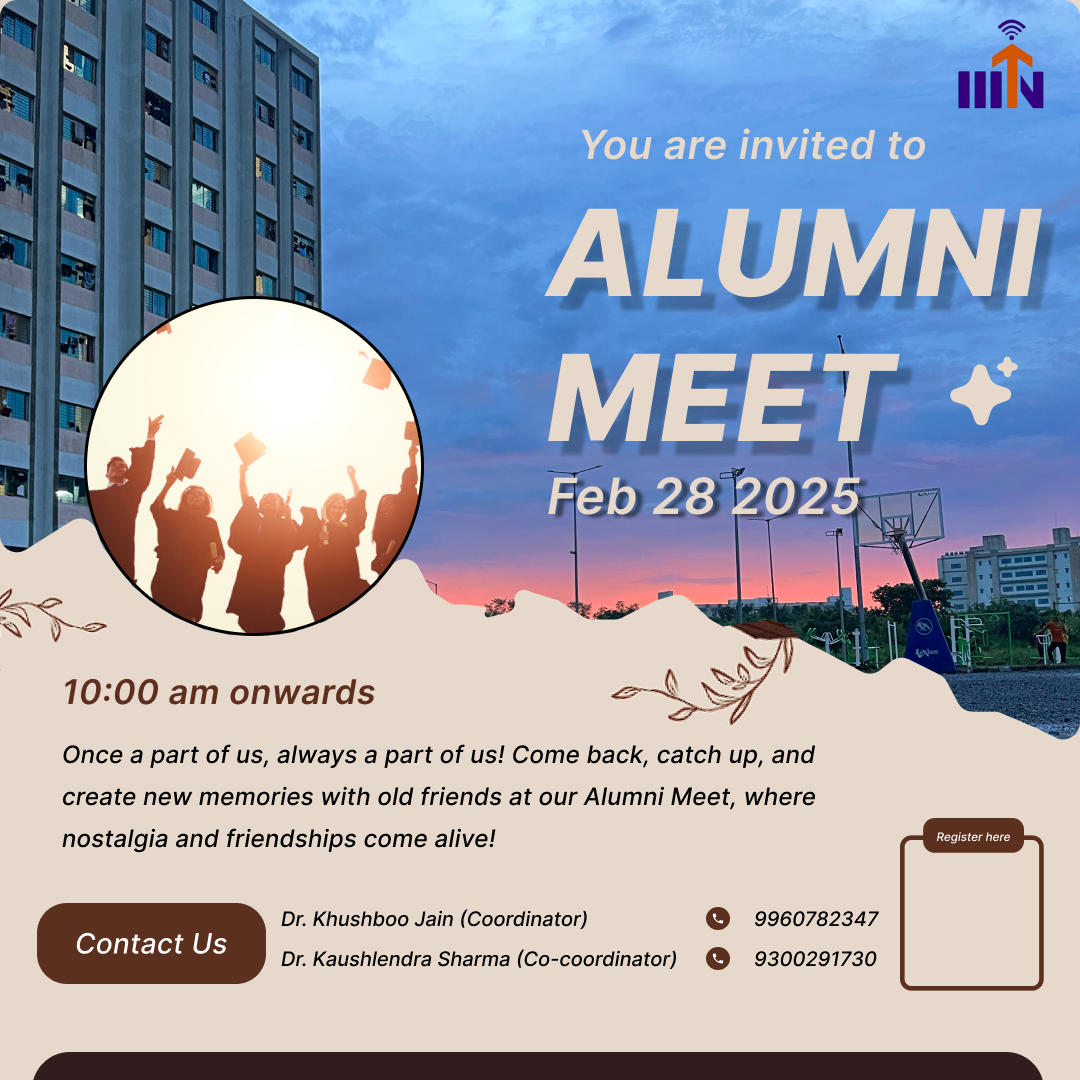 IIITN
You are invited to
ALUMNI
MEET
Feb 28 2025
10:00 am onwards
Once a part of us, always a part of us! Come back, catch up, and
create new memories with old friends at our Alumni Meet, where
nostalgia and friendships come alive!
Register here
Contact Us
Dr. Khushboo Jain (Coordinator) 9960782347
Dr. Kaushlendra Sharma (Co-coordinator) 9300291730